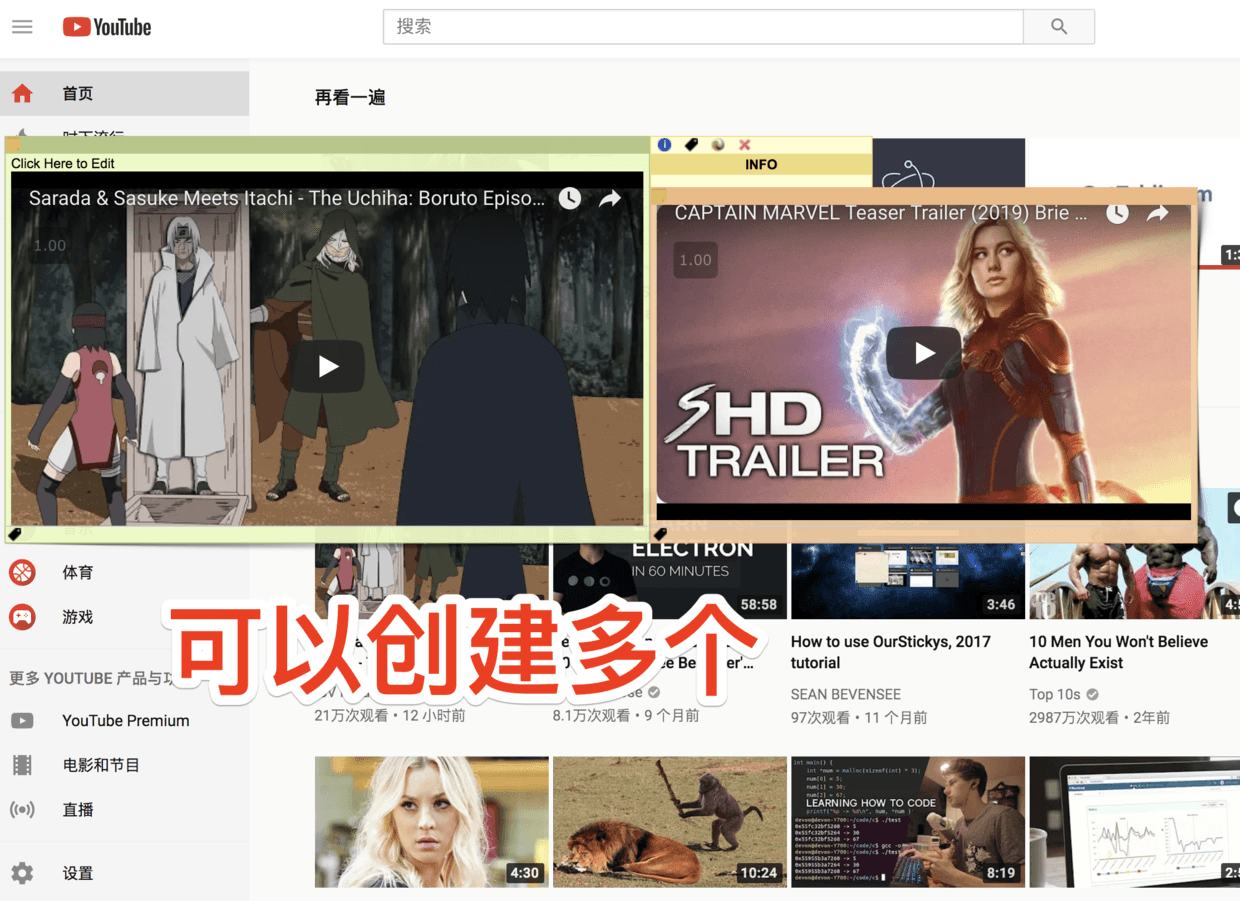 YouTube
搜索
首页
再看一遍
时下流行
Click Here to Edit
INFO
Sarada & Sasuke Meets Itachi - The Uchiha: Boruto Episo...
1.00
CAPTAIN MARVEL Teaser Trailer (2019) Brie ...
1.00
SHD
TRAILER
体育
游戏
更多 YOUTUBE 产品与
YouTube Premium
电影和节目
直播
设置
可以创建多个
ELECTRON
IN 60 MINUTES
58:58
3:46
How to use OurStickys, 2017
tutorial
SEAN BEVENSEE
97次观看 • 11 个月前
10 Men You Won't Believe
Actually Exist
Top 10s
2987万次观看 • 2年前
21万次观看 • 12 小时前
8.1万次观看 • 9 个月前
4:30
10:24
LEARNING HOW TO CODE
8:19